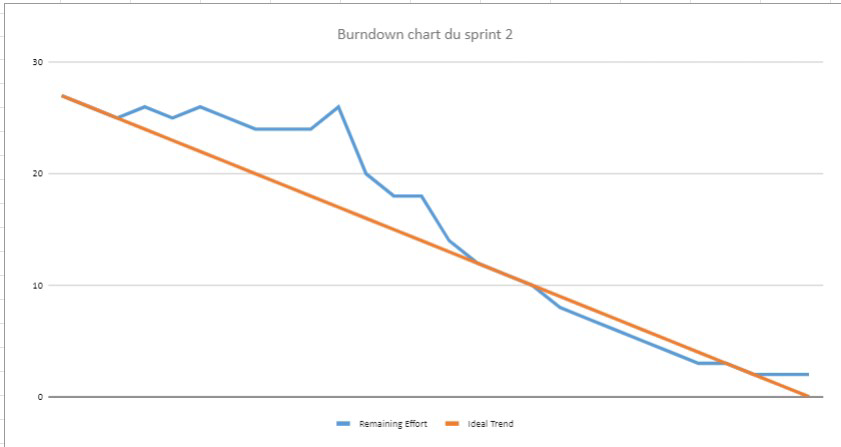 Burndown chart du sprint 2
30
20
10
0
Remaining Effort Ideal Trend